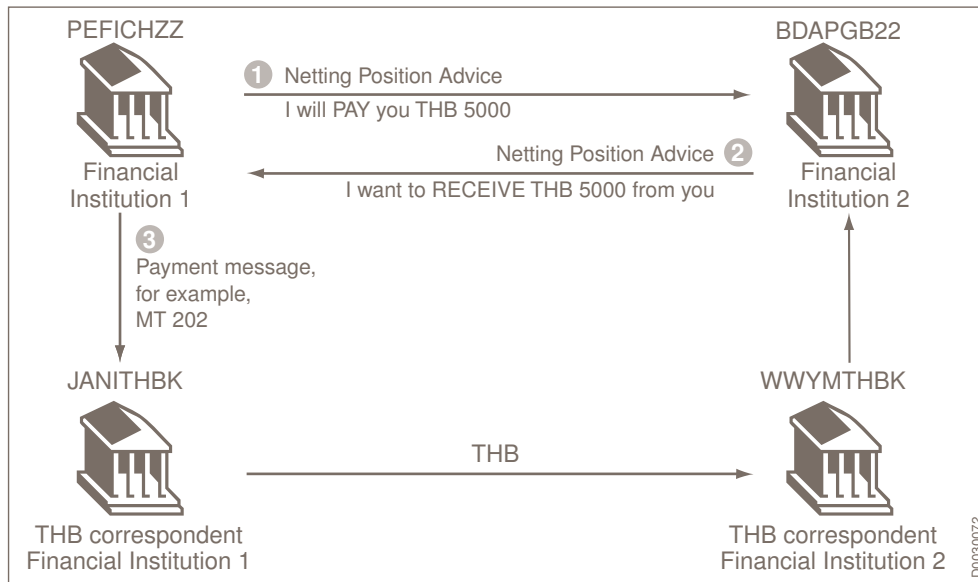 PEFICHZZ
BDAPGB22
1 Netting Position Advice
I will PAY you THB 5000
Netting Position Advice 2
I want to RECEIVE THB 5000 from you
Financial
Institution 1
Financial
Institution 2
3
Payment message,
for example,
MT 202
JANITHBK
WWYMTHBK
THB
THB correspondent
Financial Institution 1
THB correspondent
Financial Institution 2
D1030072